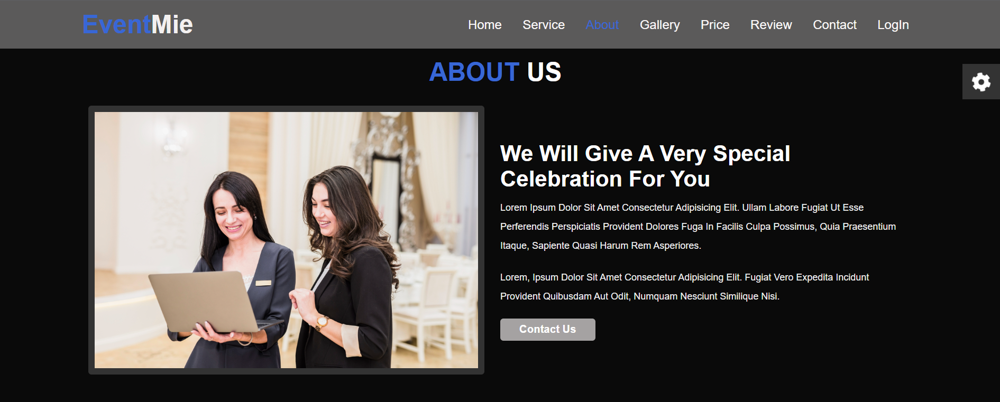 EventMie
Home Service About Gallery Price Review Contact LogIn
ABOUT US
We Will Give A Very Special
Celebration For You
Lorem Ipsum Dolor Sit Amet Consectetur Adipisicing Elit. Ullam Labore Fugiat Ut Esse
Perferendis Perspiciatis Provident Dolores Fuga In Facilis Culpa Possimus, Quia Praesentium
Itaque, Sapiente Quasi Harum Rem Asperiores.
Lorem, Ipsum Dolor Sit Amet Consectetur Adipisicing Elit. Fugiat Vero Expedita Incidunt
Provident Quibusdam Aut Odit, Numquam Nesciunt Similique Nisi.
Contact Us